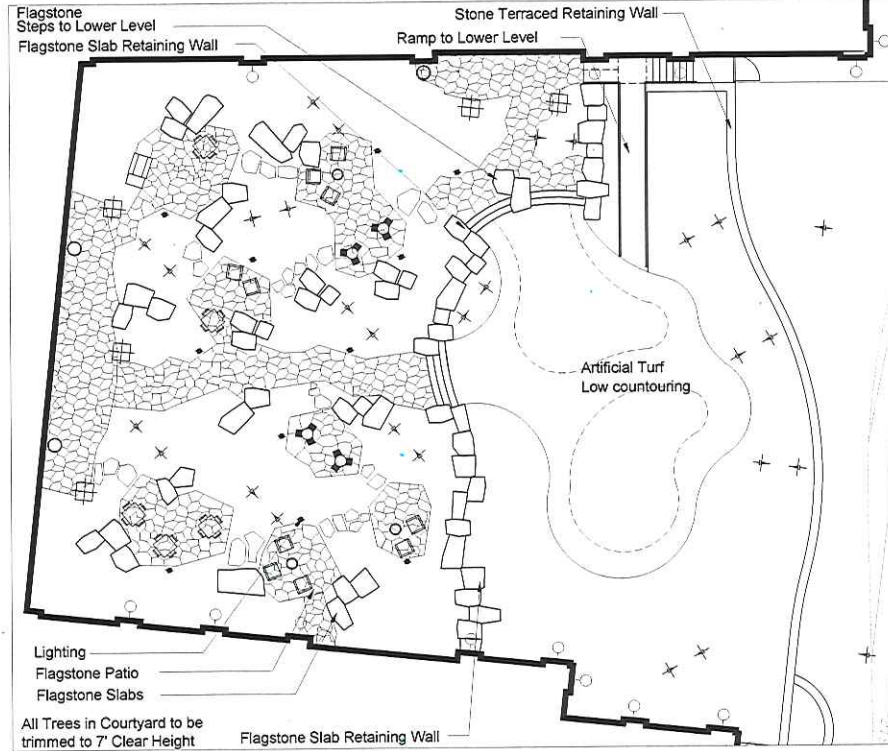 Flagstone
Steps to Lower Level
Flagstone Slab Retaining Wall
Stone Terraced Retaining Wall
Ramp to Lower Level
Artificial Turf
Low countouring
Lighting
Flagstone Patio
Flagstone Slabs
All Trees in Courtyard to be
trimmed to 7' Clear Height
Flagstone Slab Retaining Wall